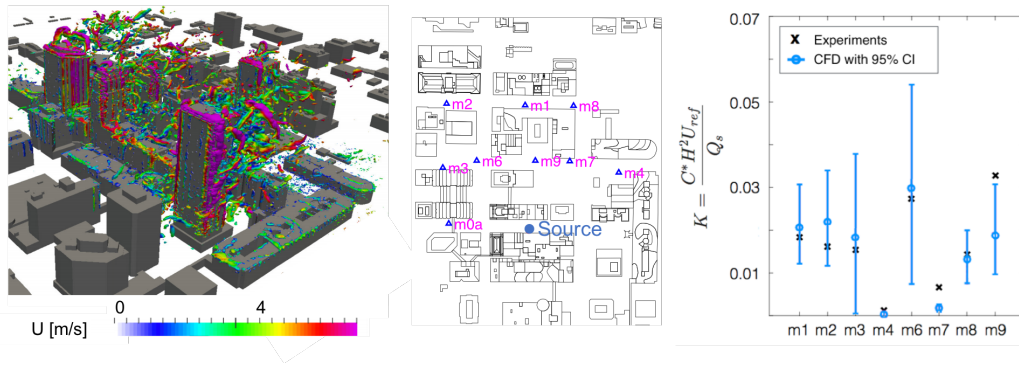 0
4
U [m/s]
m2
m1
m8
m6
m9
m7
m3
m4
m0a
Source
K = C*H²U_ref / Q_s
0.07
0.05
0.03
0.01
Experiments
CFD with 95% CI
m1 m2 m3 m4 m6 m7 m8 m9